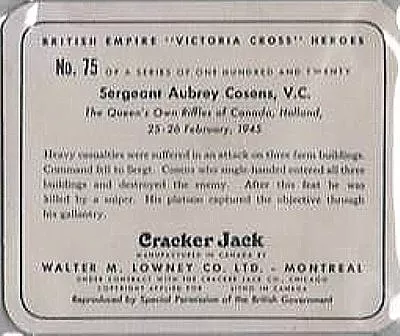 BRITISH EMPIRE "VICTORIA CROSS" HEROES
No. 75 OF A SERIES OF ONE HUNDRED AND TWENTY
Sergeant Aubrey Cosens, V.C.
The Queen's Own Rifles of Canada, Holland,
25-26 February, 1945
Heavy casualties were suffered in an attack on three farm buildings.
Command fell to Sergt. Cosens who single-handed entered all three
buildings and destroyed the enemy. After this feat he was
killed by a sniper. His platoon captured the objective through
his gallantry.
Cracker Jack
MANUFACTURED IN CANADA BY
WALTER M. LOWNEY CO. LTD. - MONTREAL
UNDER CONTRACT WITH THE CRACKER JACK CO., CHICAGO
COPYRIGHT APPLIED FOR IN CANADA
Reproduced by Special Permission of the British Government